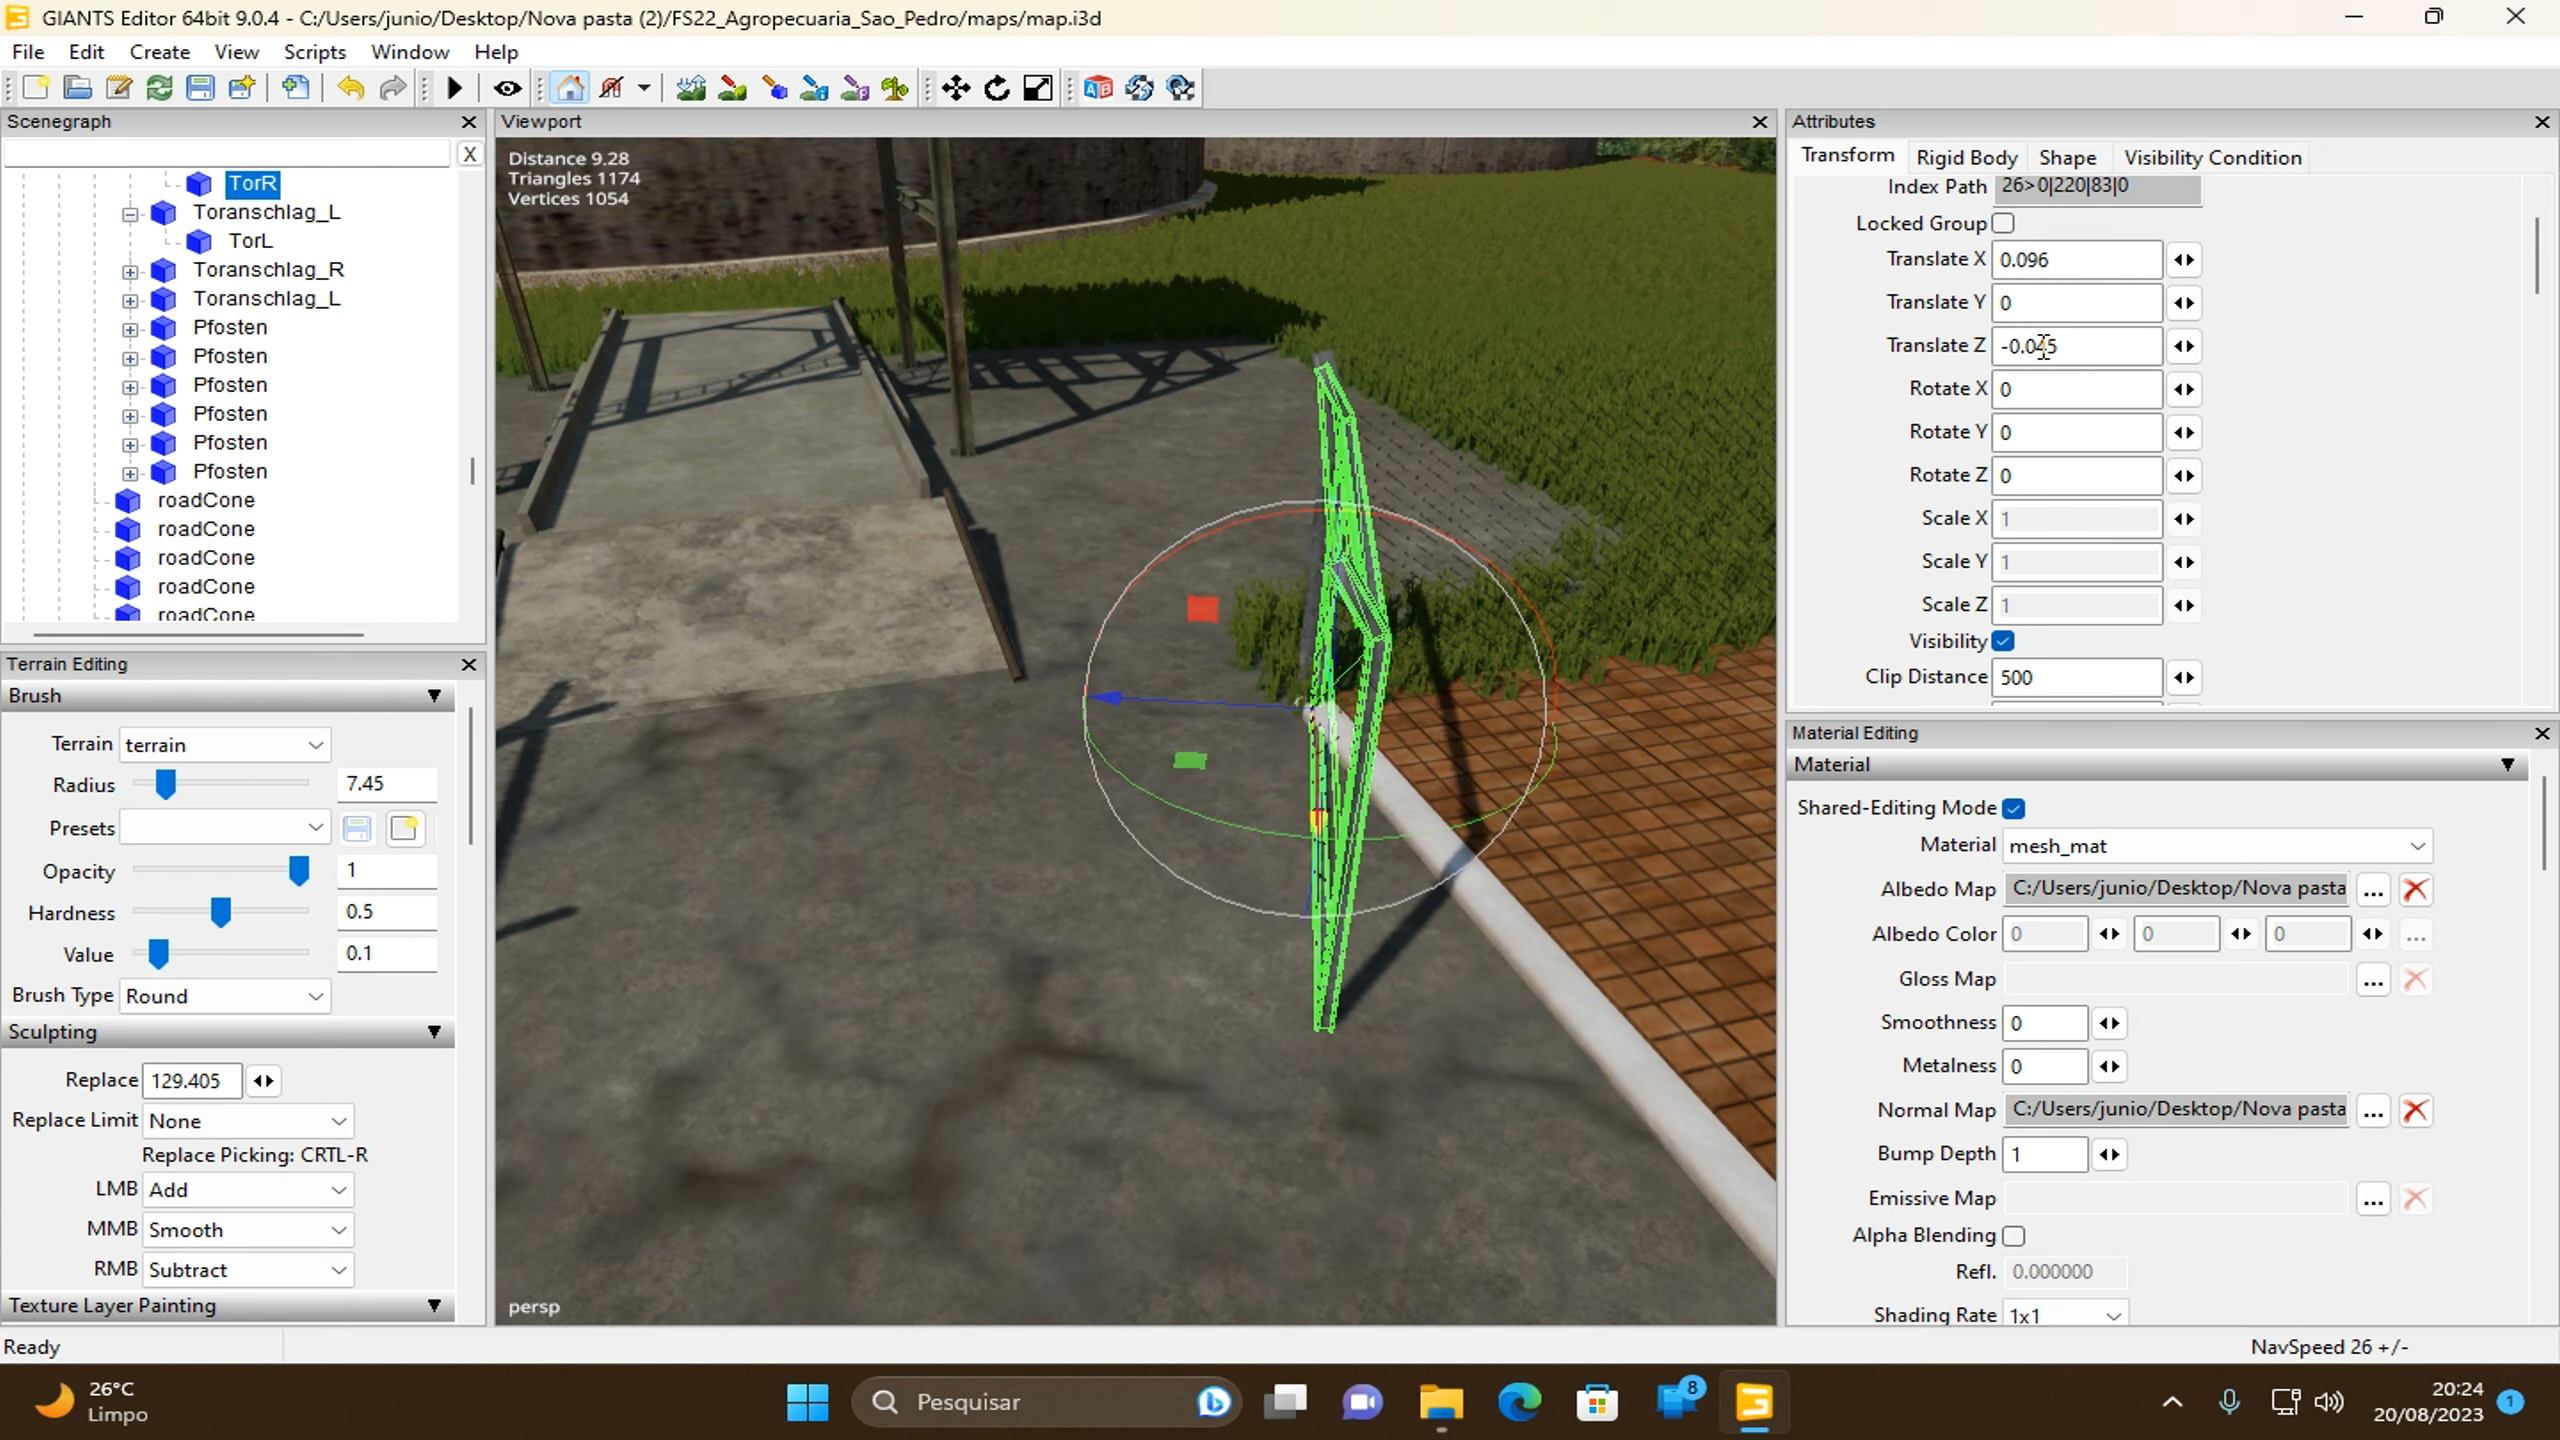 GIANTS Editor 64bit 9.0.4 - C:/Users/junio/Desktop/Nova pasta (2)/FS22_Agropecuaria_Sao_Pedro/maps/map.i3d
File Edit Create View Scripts Window Help
Scenegraph
X
TorR
Toranschlag_L
TorL
Toranschlag_R
Toranschlag_L
Pfosten
Pfosten
Pfosten
Pfosten
Pfosten
Pfosten
roadCone
roadCone
roadCone
roadCone
roadCone
Terrain Editing
Brush
Terrain terrain
Radius 7.45
Presets
Opacity 1
Hardness 0.5
Value 0.1
Brush Type Round
Sculpting
Replace 129.405
Replace Limit None
Replace Picking: CRTL-R
LMB Add
MMB Smooth
RMB Subtract
Texture Layer Painting
Ready
Viewport
Distance 9.28
Triangles 1174
Vertices 1054
persp
Attributes
Transform Rigid Body Shape Visibility Condition
Index Path 26>0|220|83|0
Locked Group
Translate X 0.096
Translate Y 0
Translate Z -0.045
Rotate X 0
Rotate Y 0
Rotate Z 0
Scale X 1
Scale Y 1
Scale Z 1
Visibility
Clip Distance 500
Material Editing
Material
Shared-Editing Mode
Material mesh_mat
Albedo Map C:/Users/junio/Desktop/Nova pasta ...
Albedo Color 0 0 0 ...
Gloss Map ...
Smoothness 0
Metalness 0
Normal Map C:/Users/junio/Desktop/Nova pasta ...
Bump Depth 1
Emissive Map ...
Alpha Blending
Refl. 0.000000
Shading Rate 1x1
NavSpeed 26 +/-
26°C
Limpo
Pesquisar
8
20:24
20/08/2023
1